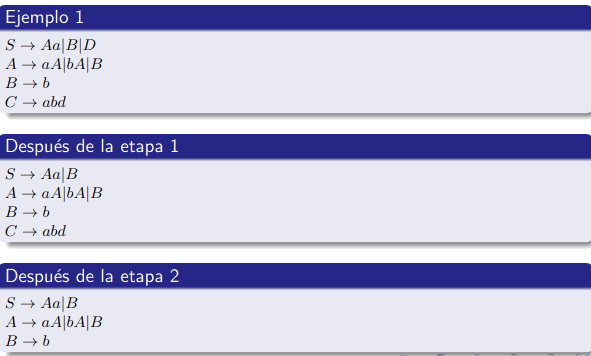 Ejemplo 1
S → Aa|B|D
A → aA|bA|B
B → b
C → abd
Después de la etapa 1
S → Aa|B
A → aA|bA|B
B → b
C → abd
Después de la etapa 2
S → Aa|B
A → aA|bA|B
B → b